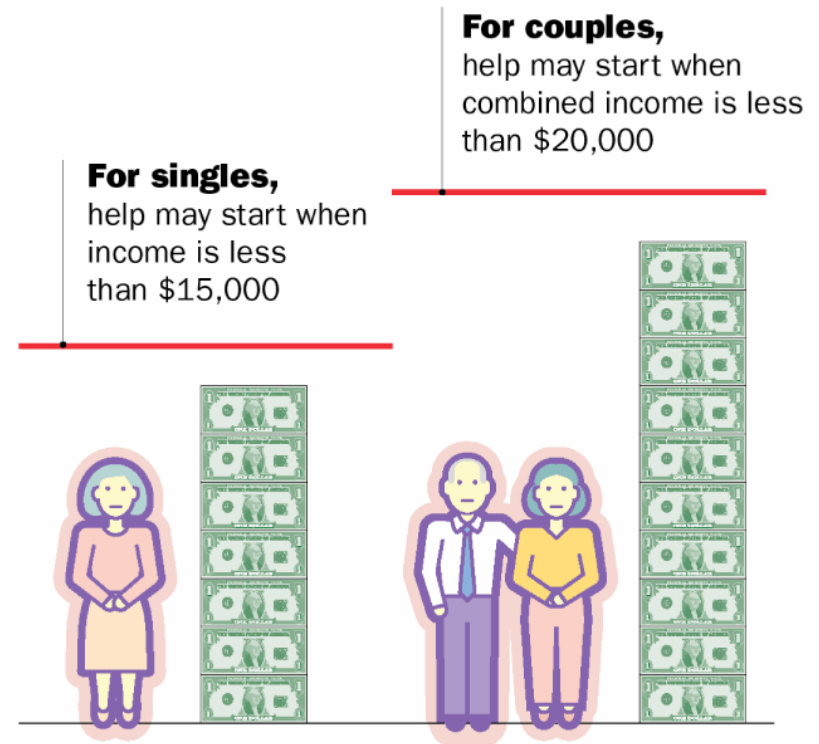 For singles,
help may start when
income is less
than $15,000
For couples,
help may start when
combined income is less
than $20,000